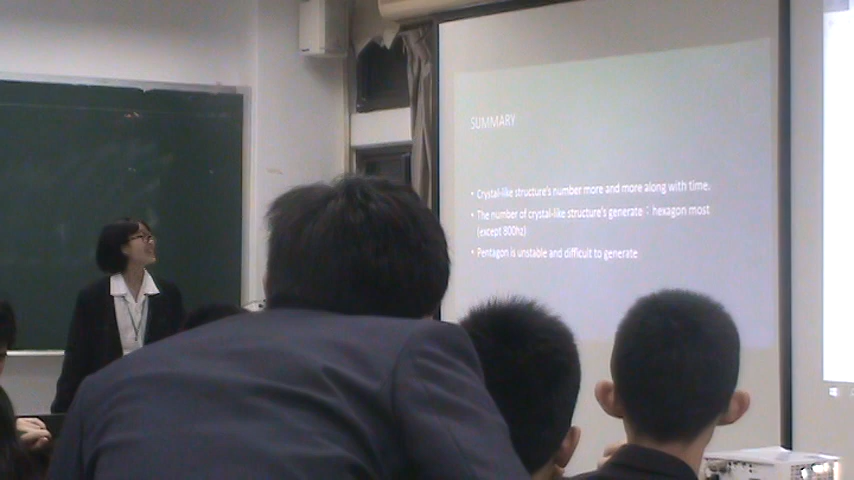 SUMMARY
• Crystal-like structure's number more and more along with time.
• The number of crystal-like structure's generate : hexagon most
(except 800hz)
• Pentagon is unstable and difficult to generate